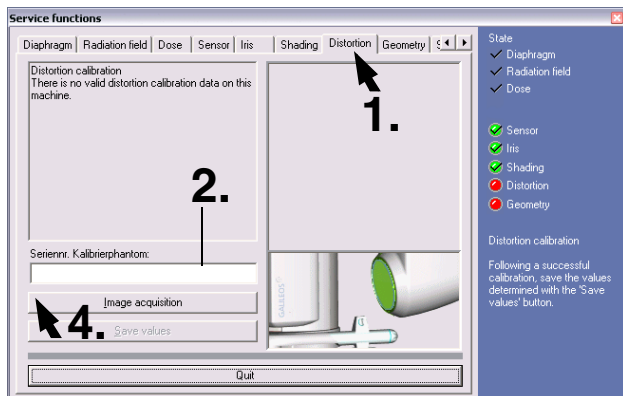 Service functions
Diaphragm Radiation field Dose Sensor Iris Shading Distortion Geometry
Distortion calibration
There is no valid distortion calibration data on this
machine.
1.
2.
Seriennr. Kalibrierphantom:
Image acquisition
4.
Save values
GALILEOS
Quit
State
Diaphragm
Radiation field
Dose
Sensor
Iris
Shading
Distortion
Geometry
Distortion calibration
Following a successful
calibration, save the values
determined with the 'Save
values' button.